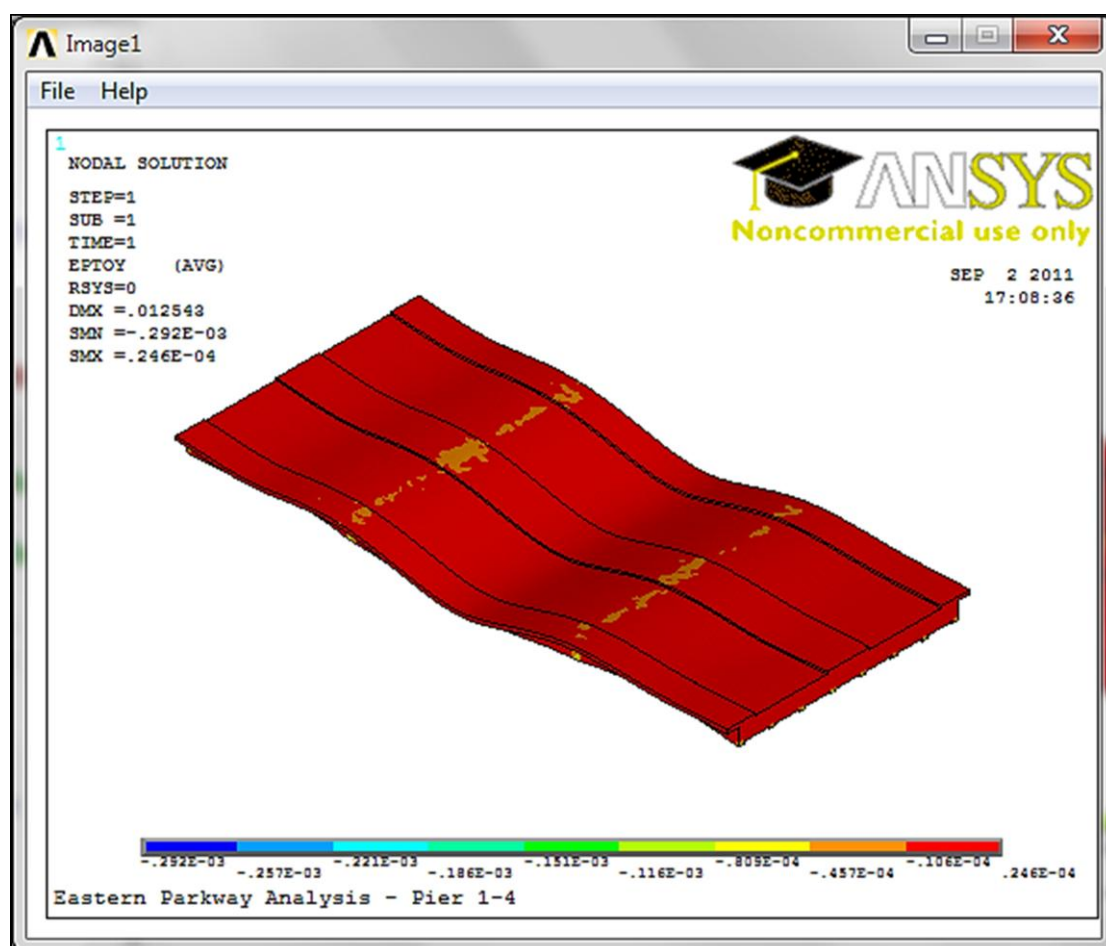 Image1
File Help
1
NODAL SOLUTION
STEP=1
SUB =1
TIME=1
EPTOY (AVG)
RSYS=0
DMX =.012543
SMN =-.292E-03
SMX =.246E-04
ANSYS
Noncommercial use only
SEP 2 2011
17:08:36
-.292E-03 -.221E-03 -.151E-03 -.809E-04 -.106E-04
-.257E-03 -.186E-03 -.116E-03 -.457E-04 .246E-04
Eastern Parkway Analysis - Pier 1-4